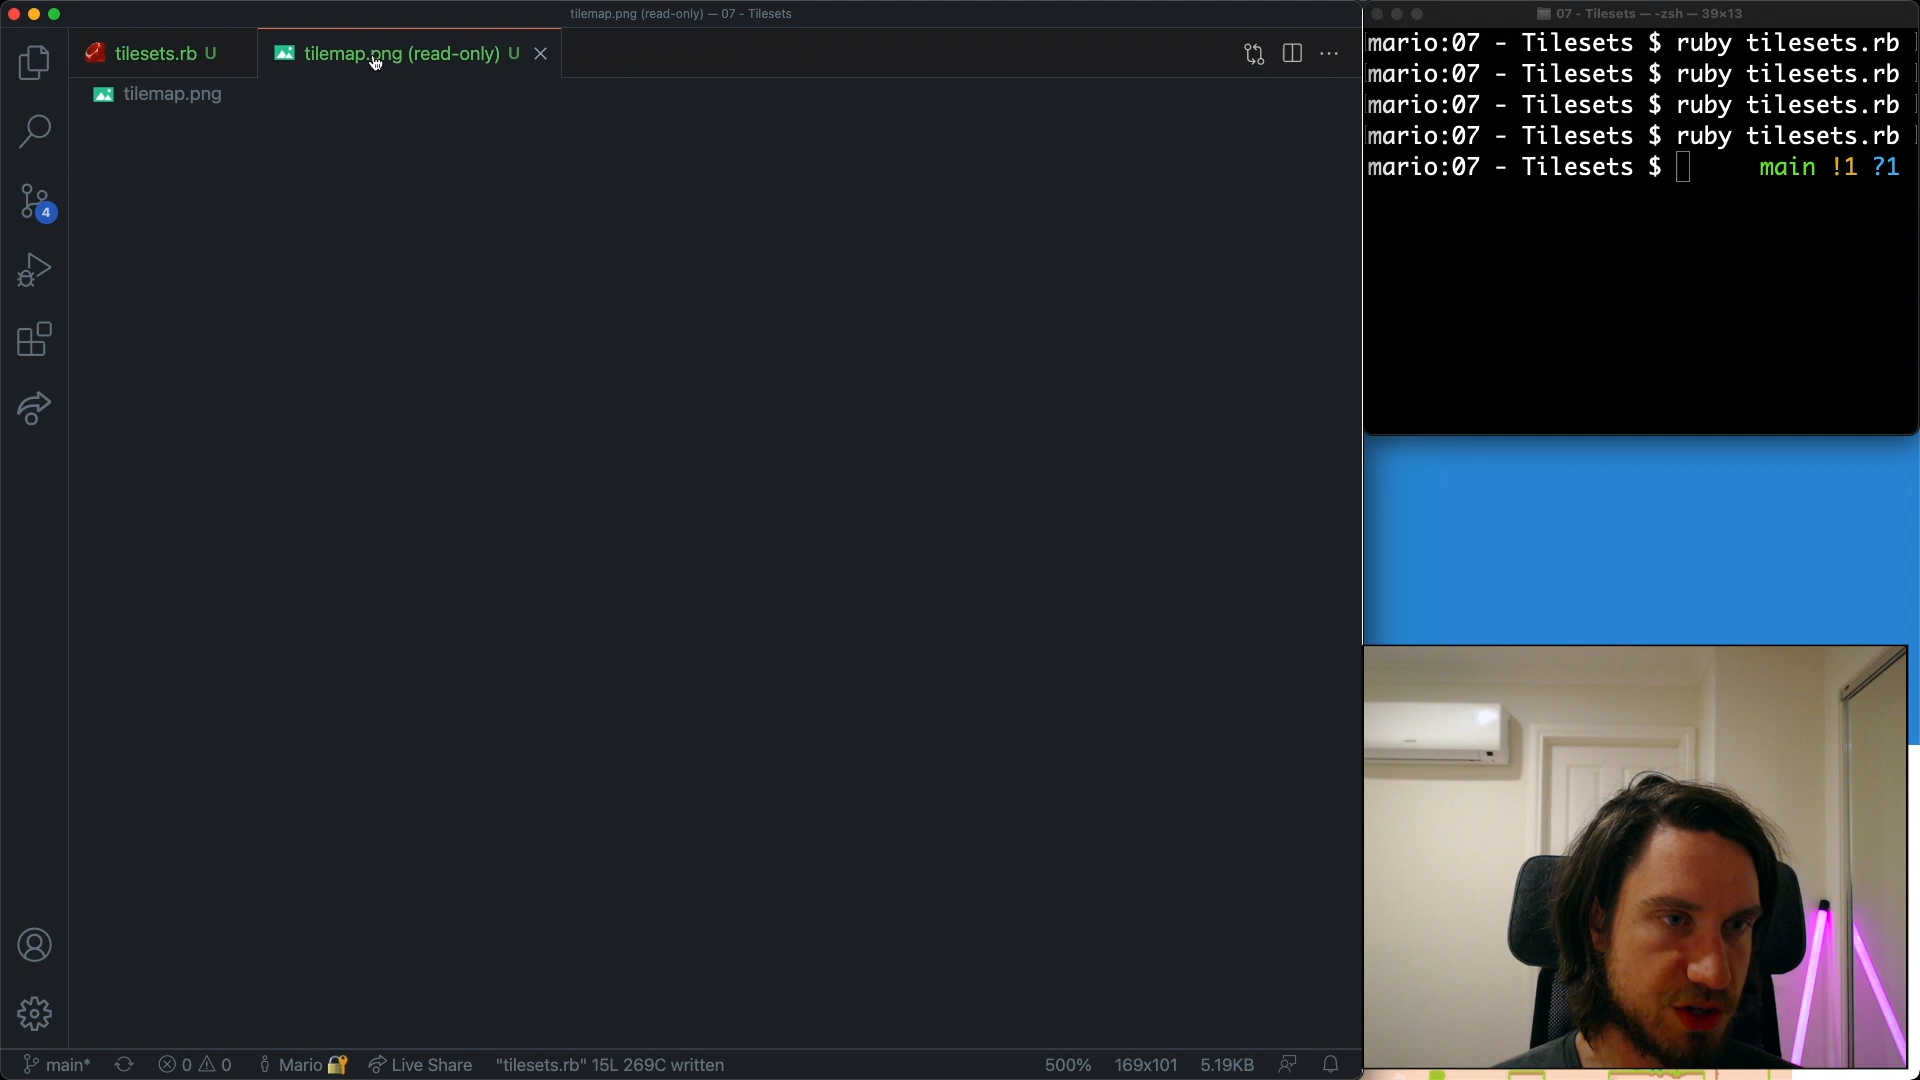 tilemap.png (read-only) — 07 - Tilesets
tilesets.rb U
tilemap.png (read-only) U
tilemap.png
4
main*
0 0
Mario
Live Share
"tilesets.rb" 15L 269C written
500%
169x101
5.19KB
07 - Tilesets — -zsh — 39×13
mario:07 - Tilesets $ ruby tilesets.rb
mario:07 - Tilesets $ ruby tilesets.rb
mario:07 - Tilesets $ ruby tilesets.rb
mario:07 - Tilesets $ ruby tilesets.rb
mario:07 - Tilesets $ main !1 ?1